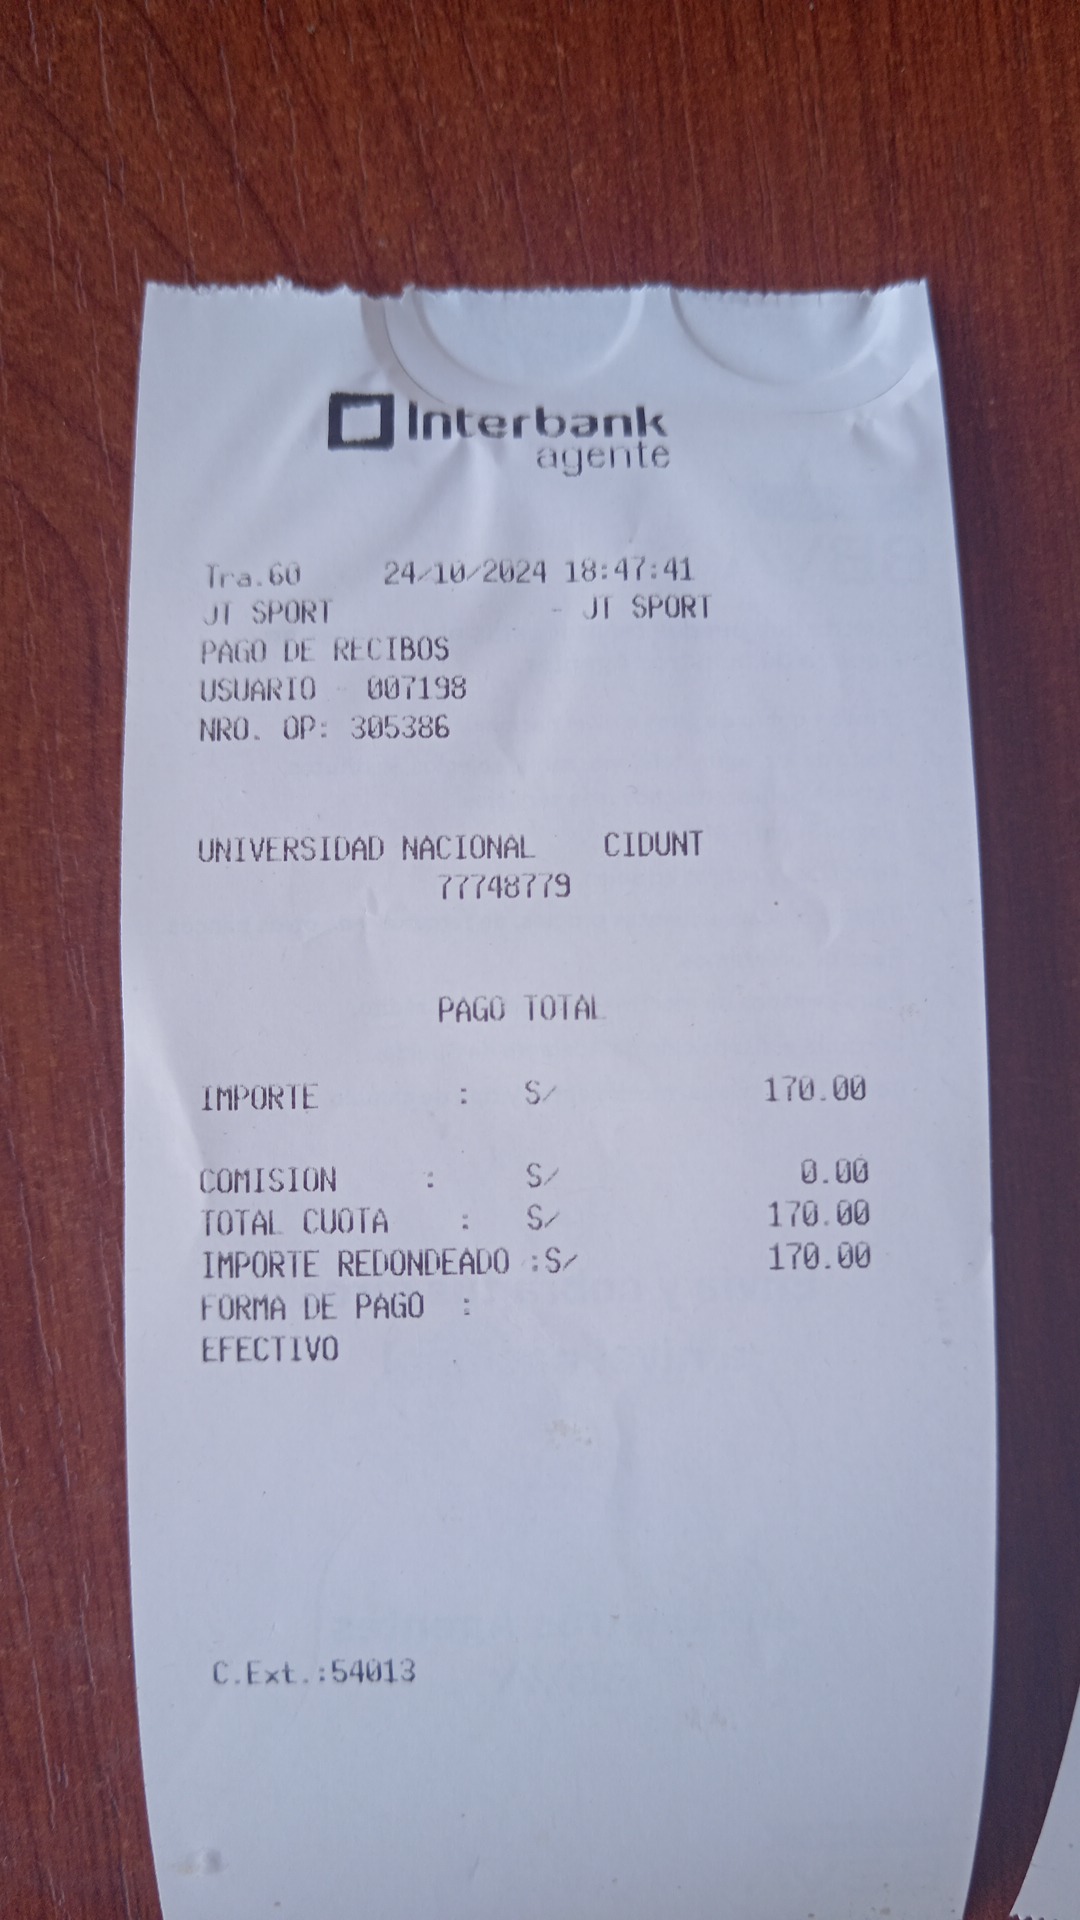 Interbank
agente
Tra.60 24/10/2024 18:47:41
JT SPORT - JT SPORT
PAGO DE RECIBOS
USUARIO 007198
NRO. OP: 305386
UNIVERSIDAD NACIONAL CIDUNT
77748779
PAGO TOTAL
IMPORTE : S/ 170.00
COMISION : S/ 0.00
TOTAL CUOTA : S/ 170.00
IMPORTE REDONDEADO :S/ 170.00
FORMA DE PAGO :
EFECTIVO
C.Ext.:54013